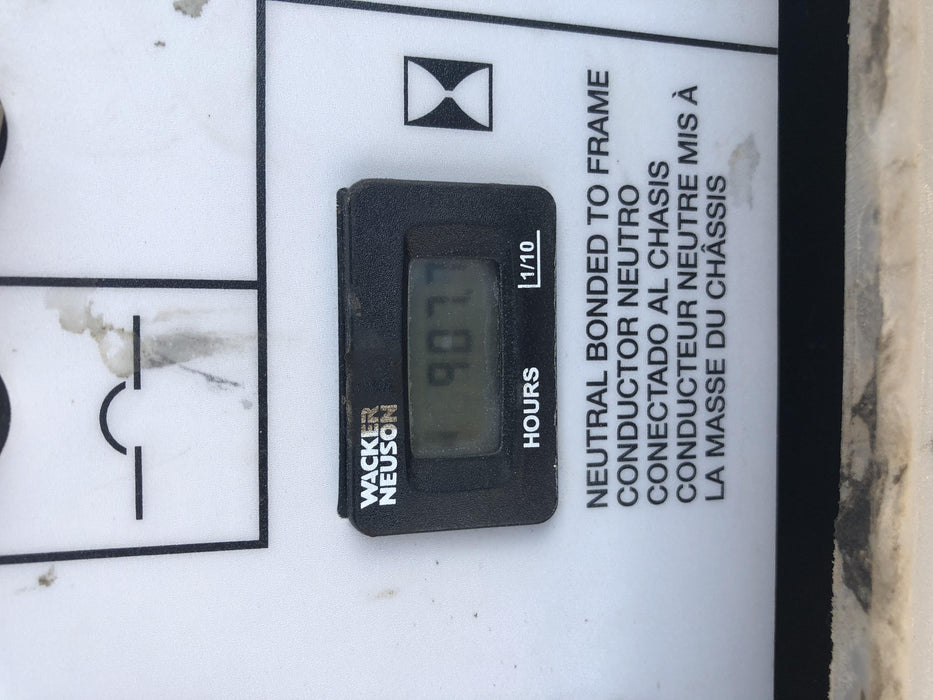 WACKER
NEUSON
HOURS
1/10
NEUTRAL BONDED TO FRAME
CONDUCTOR NEUTRO
CONECTADO AL CHASIS
CONDUCTEUR NEUTRE MIS À
LA MASSE DU CHÂSSIS